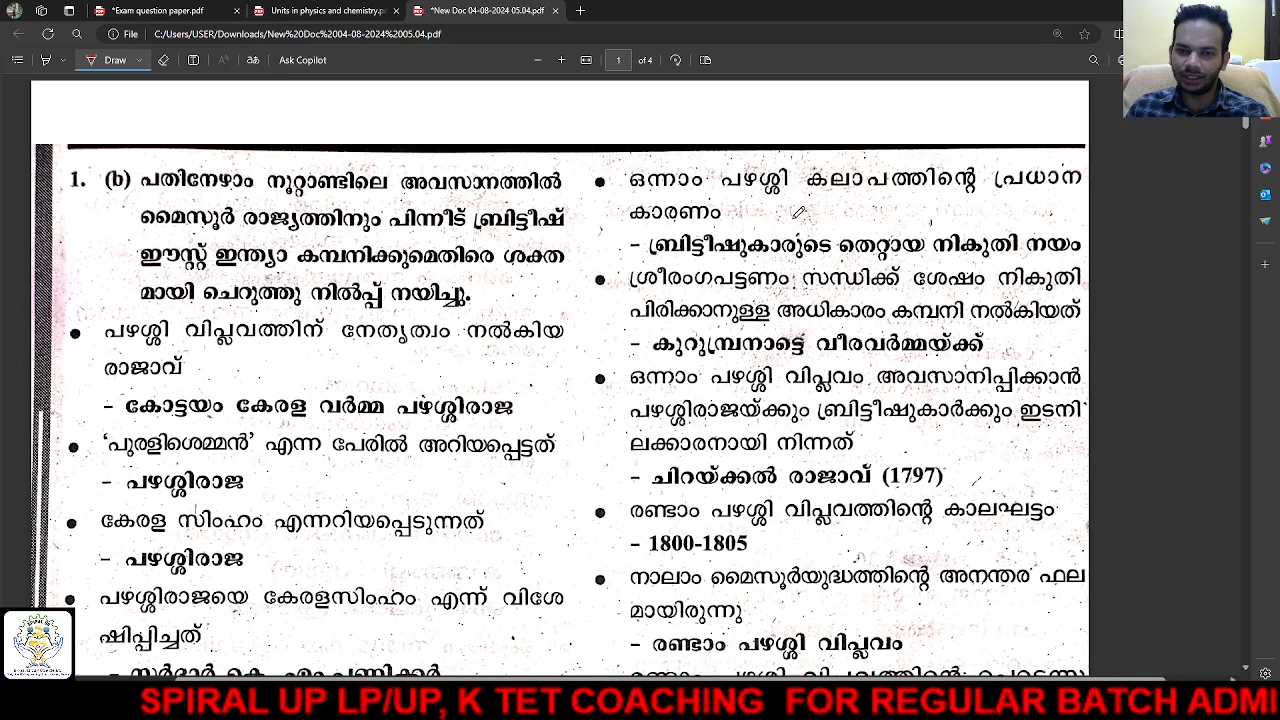 *Exam question paper.pdf
Units in physics and chemistry.p
*New Doc 04-08-2024 05.04.pdf
File C:/Users/USER/Downloads/New%20Doc%2004-08-2024%2005.04.pdf
Draw Ask Copilot 1 of 4
1. (b) പതിനേഴാം നൂറ്റാണ്ടിലെ അവസാനത്തിൽ
മൈസൂർ രാജ്യത്തിനും പിന്നീട് ബ്രിട്ടീഷ്
ഈസ്റ്റ് ഇന്ത്യാ കമ്പനിക്കുമെതിരെ ശക്ത
മായി ചെറുത്തു നിൽപ്പ് നയിച്ചു.
• പഴശ്ശി വിപ്ലവത്തിന് നേതൃത്വം നൽകിയ
രാജാവ്
- കോട്ടയം കേരള വർമ്മ പഴശ്ശിരാജ
• 'പുരളിശെമ്മൻ' എന്ന പേരിൽ അറിയപ്പെട്ടത്
- പഴശ്ശിരാജ
• കേരള സിംഹം എന്നറിയപ്പെടുന്നത്
- പഴശ്ശിരാജ
• പഴശ്ശിരാജയെ കേരളസിംഹം എന്ന് വിശേ
ഷിപ്പിച്ചത്
- സർദാർ കെ. എം. പണിക്കർ
• ഒന്നാം പഴശ്ശി കലാപത്തിന്റെ പ്രധാന
കാരണം
- ബ്രിട്ടീഷുകാരുടെ തെറ്റായ നികുതി നയം
• ശ്രീരംഗപട്ടണം സന്ധിക്ക് ശേഷം നികുതി
പിരിക്കാനുള്ള അധികാരം കമ്പനി നൽകിയത്
- കുറുമ്പ്രനാട്ടെ വീരവർമ്മയ്ക്ക്
• ഒന്നാം പഴശ്ശി വിപ്ലവം അവസാനിപ്പിക്കാൻ
പഴശ്ശിരാജയ്ക്കും ബ്രിട്ടീഷുകാർക്കും ഇടനി
ലക്കാരനായി നിന്നത്
- ചിറയ്ക്കൽ രാജാവ് (1797)
• രണ്ടാം പഴശ്ശി വിപ്ലവത്തിന്റെ കാലഘട്ടം
- 1800-1805
• നാലാം മൈസൂർയുദ്ധത്തിന്റെ അനന്തര ഫല
മായിരുന്നു
- രണ്ടാം പഴശ്ശി വിപ്ലവം
രണ്ടാം പഴശ്ശി വിപ്ലവത്തിന്റെ
SPIRAL UP LP/UP, K TET COACHING FOR REGULAR BATCH ADMI